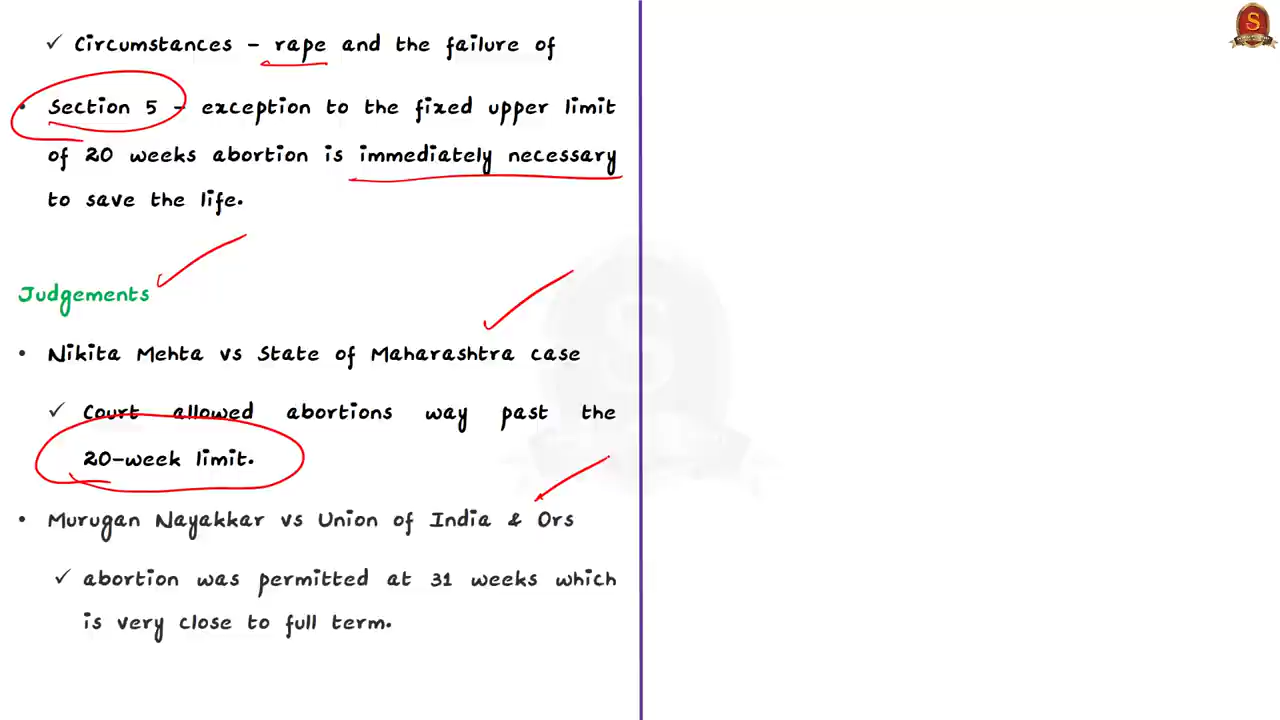 ✓ Circumstances – rape and the failure of
• Section 5 – exception to the fixed upper limit
of 20 weeks abortion is immediately necessary
to save the life.
Judgements
• Nikita Mehta vs State of Maharashtra case
✓ Court allowed abortions way past the
20-week limit.
• Murugan Nayakkar vs Union of India & Ors
✓ abortion was permitted at 31 weeks which
is very close to full term.
S
S